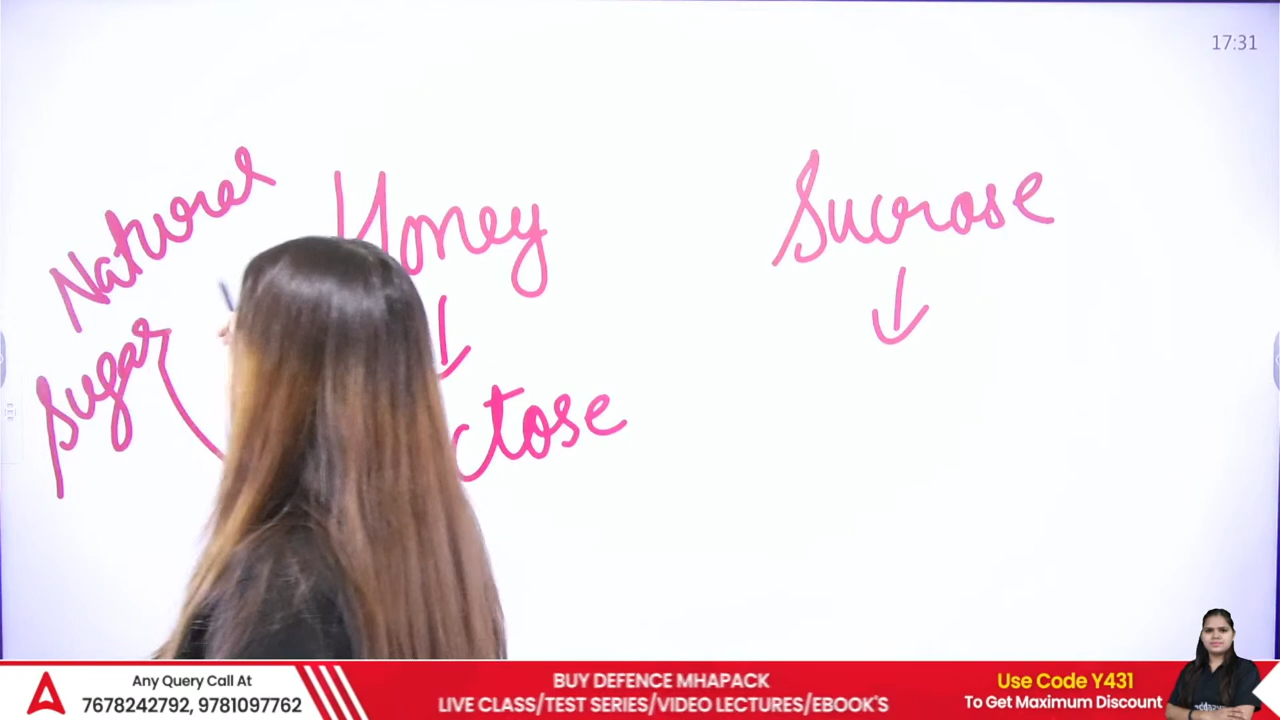 17:31
Natural
Sugar
Honey
Sucrose
Any Query Call At
7678242792, 9781097762
BUY DEFENCE MHAPACK
LIVE CLASS/TEST SERIES/VIDEO LECTURES/EBOOK'S
Use Code Y431
To Get Maximum Discount